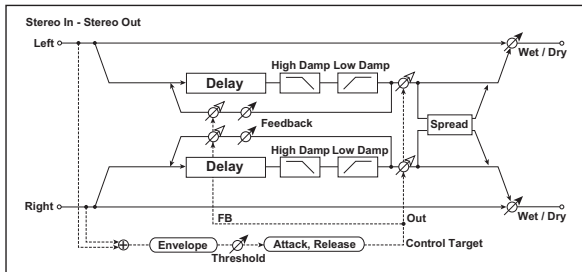 Stereo In - Stereo Out
Left
Wet / Dry
High Damp Low Damp
Delay
Feedback
Spread
High Damp Low Damp
Delay
Right
FB
Out
Wet / Dry
Envelope
Threshold
Attack, Release
Control Target